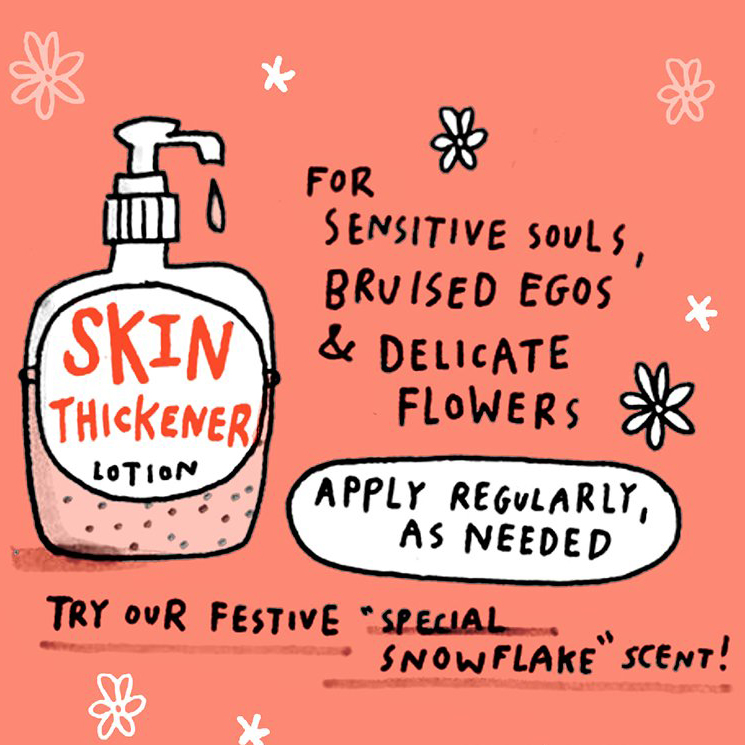 SKIN
THICKENER
LOTION
FOR
SENSITIVE SOULS,
BRUISED EGOS
& DELICATE
FLOWERS
APPLY REGULARLY,
AS NEEDED
TRY OUR FESTIVE "SPECIAL
SNOWFLAKE" SCENT!